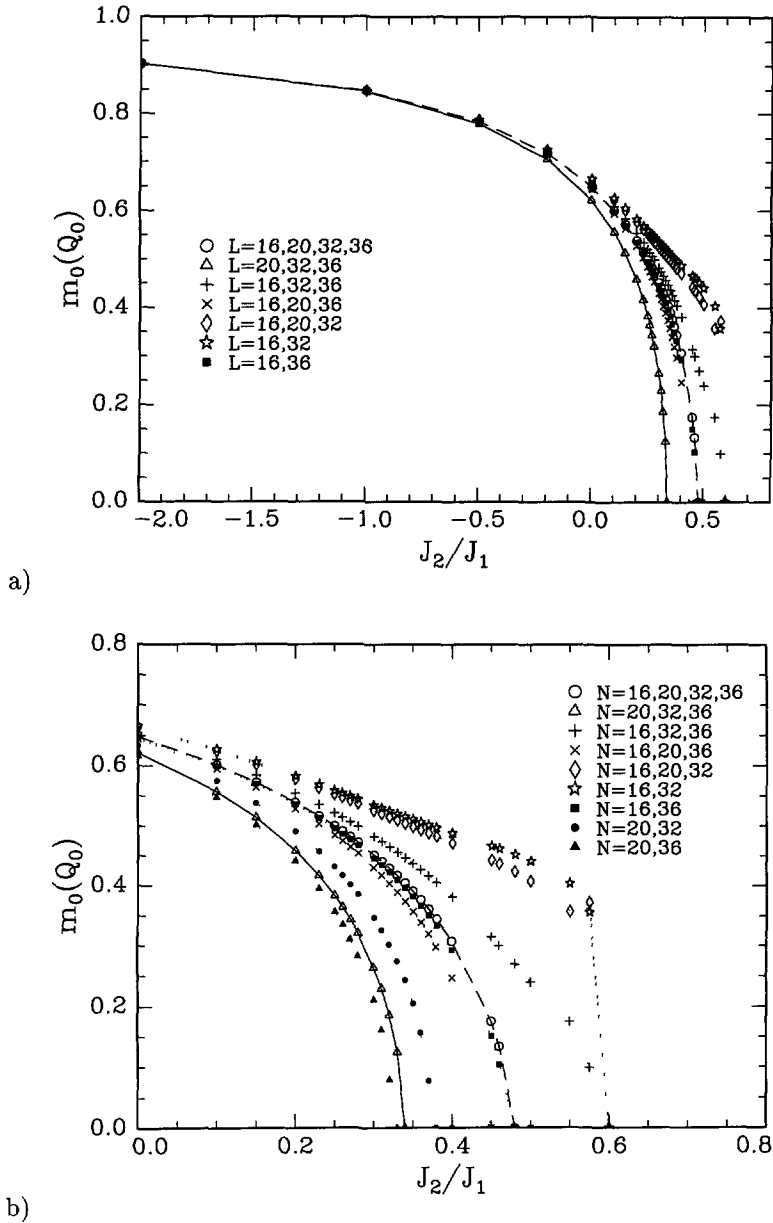 1.0
0.8
0.6
0.4
0.2
0.0
m₀(Q₀)
L=16,20,32,36
L=20,32,36
L=16,32,36
L=16,20,36
L=16,20,32
L=16,32
L=16,36
−2.0 −1.5 −1.0 −0.5 0.0 0.5
J₂/J₁
a)
0.8
0.6
0.4
0.2
0.0
m₀(Q₀)
N=16,20,32,36
N=20,32,36
N=16,32,36
N=16,20,36
N=16,20,32
N=16,32
N=16,36
N=20,32
N=20,36
0.0 0.2 0.4 0.6 0.8
J₂/J₁
b)